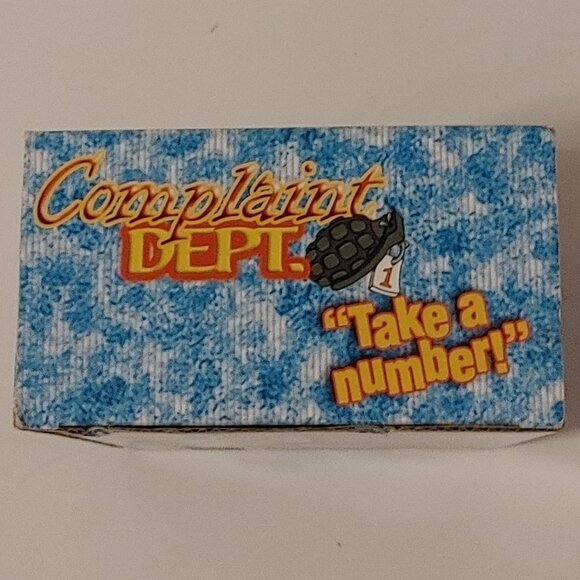 Complaint
DEPT.
1
“Take a
number!”